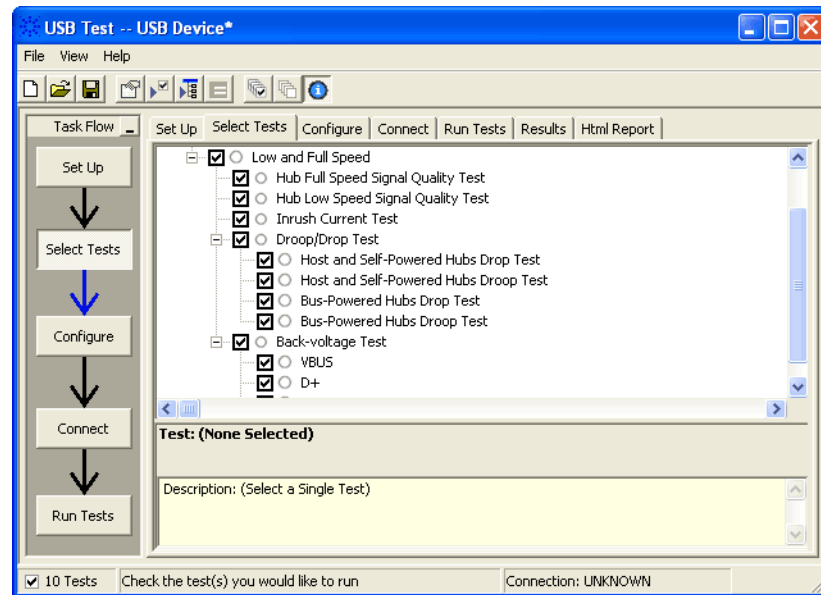 USB Test -- USB Device*
File View Help
Task Flow
Set Up
Select Tests
Configure
Connect
Run Tests
Set Up Select Tests Configure Connect Run Tests Results Html Report
Low and Full Speed
Hub Full Speed Signal Quality Test
Hub Low Speed Signal Quality Test
Inrush Current Test
Droop/Drop Test
Host and Self-Powered Hubs Drop Test
Host and Self-Powered Hubs Droop Test
Bus-Powered Hubs Drop Test
Bus-Powered Hubs Droop Test
Back-voltage Test
VBUS
D+
Test: (None Selected)
Description: (Select a Single Test)
10 Tests Check the test(s) you would like to run Connection: UNKNOWN